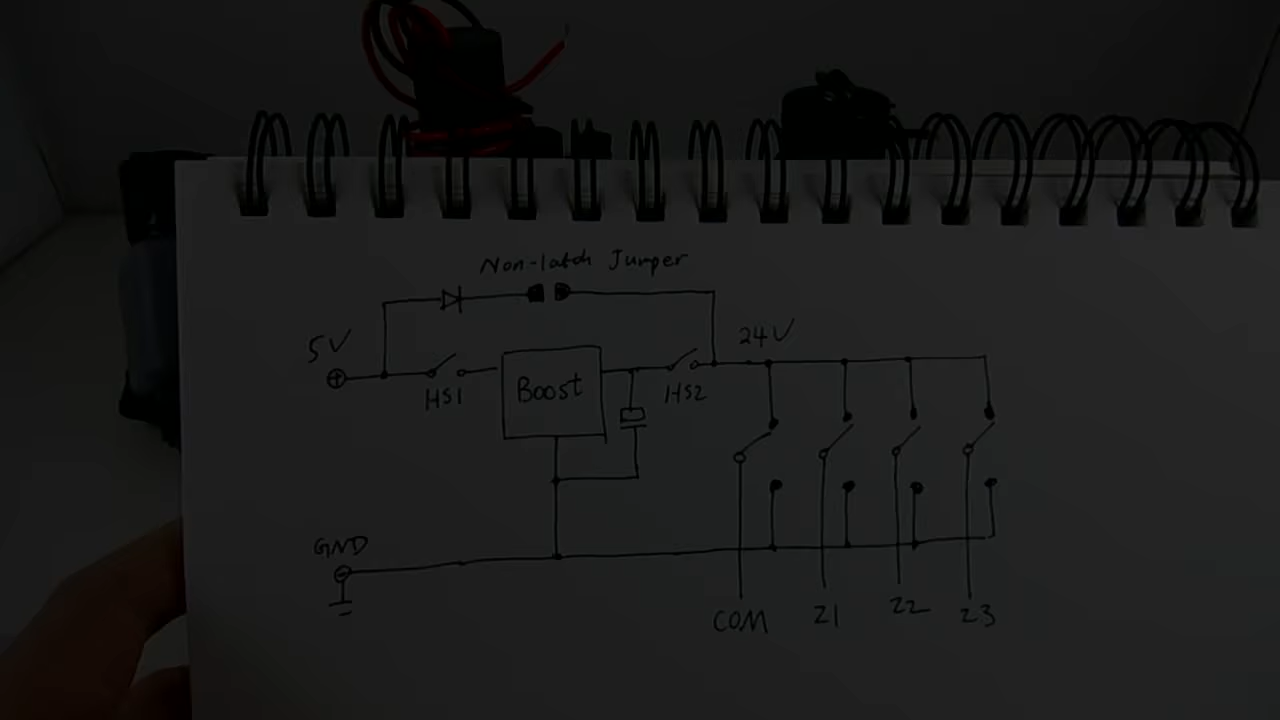 Non-latch Jumper
5V
24V
HS1
Boost
HS2
GND
COM
Z1
Z2
Z3